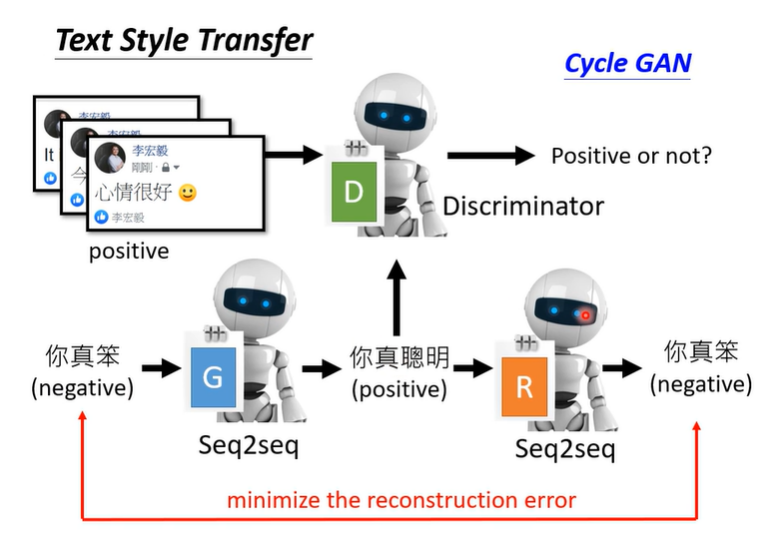 Text Style Transfer
Cycle GAN
李宏毅
It
李宏毅
今
李宏毅
剛剛
心情很好
李宏毅
positive
D
Discriminator
Positive or not?
你真笨
(negative)
G
Seq2seq
你真聰明
(positive)
R
Seq2seq
你真笨
(negative)
minimize the reconstruction error